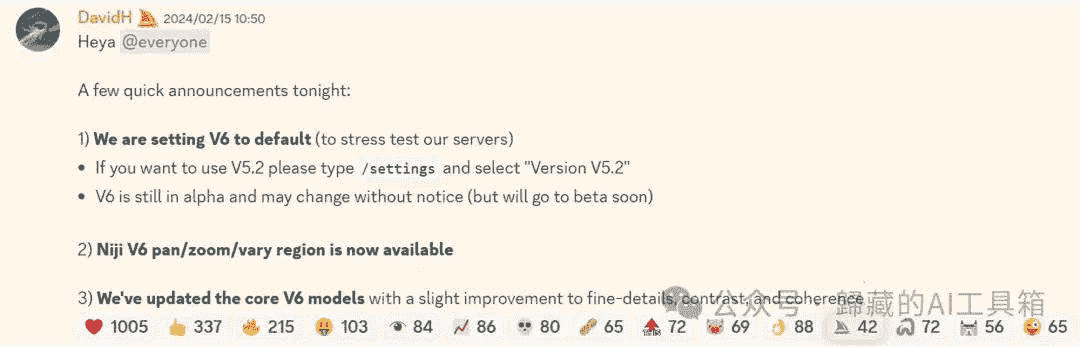 DavidH 2024/02/15 10:50
Heya @everyone
A few quick announcements tonight:
1) We are setting V6 to default (to stress test our servers)
• If you want to use V5.2 please type /settings and select "Version V5.2"
• V6 is still in alpha and may change without notice (but will go to beta soon)
2) Niji V6 pan/zoom/vary region is now available
3) We've updated the core V6 models with a slight improvement to fine-details, contrast, and coherence
公众号 · 歸藏的AI工具箱
1005 337 215 103 84 86 80 65 72 69 88 42 72 56 65